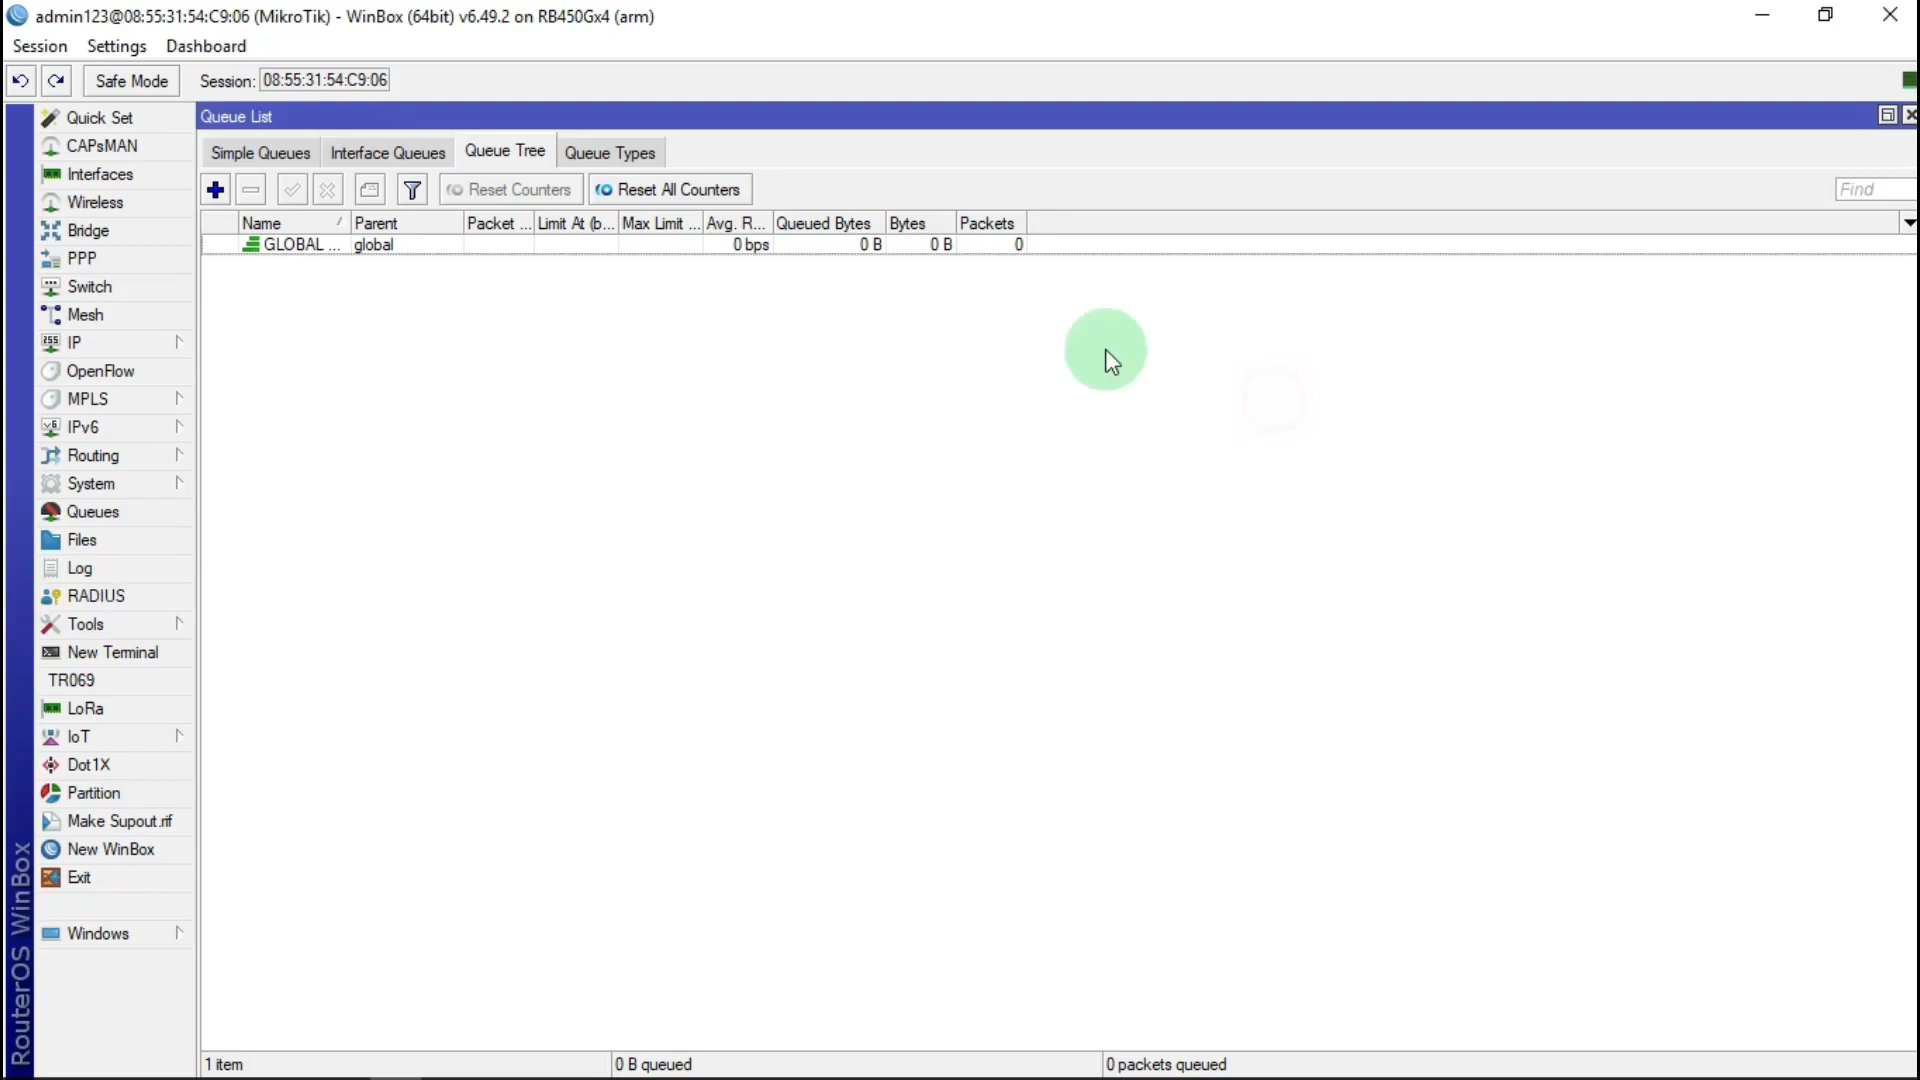 admin123@08:55:31:54:C9:06 (MikroTik) - WinBox (64bit) v6.49.2 on RB450Gx4 (arm)
Session Settings Dashboard
Safe Mode Session: 08:55:31:54:C9:06
Queue List
Simple Queues Interface Queues Queue Tree Queue Types
Reset Counters Reset All Counters Find
Name Parent Packet ... Limit At (b... Max Limit ... Avg. R... Queued Bytes Bytes Packets
GLOBAL ... global 0 bps 0 B 0 B 0
Quick Set
CAPsMAN
Interfaces
Wireless
Bridge
PPP
Switch
Mesh
IP
OpenFlow
MPLS
IPv6
Routing
System
Queues
Files
Log
RADIUS
Tools
New Terminal
TR069
LoRa
IoT
Dot1X
Partition
Make Supout.rif
New WinBox
Exit
Windows
RouterOS WinBox
1 item 0 B queued 0 packets queued